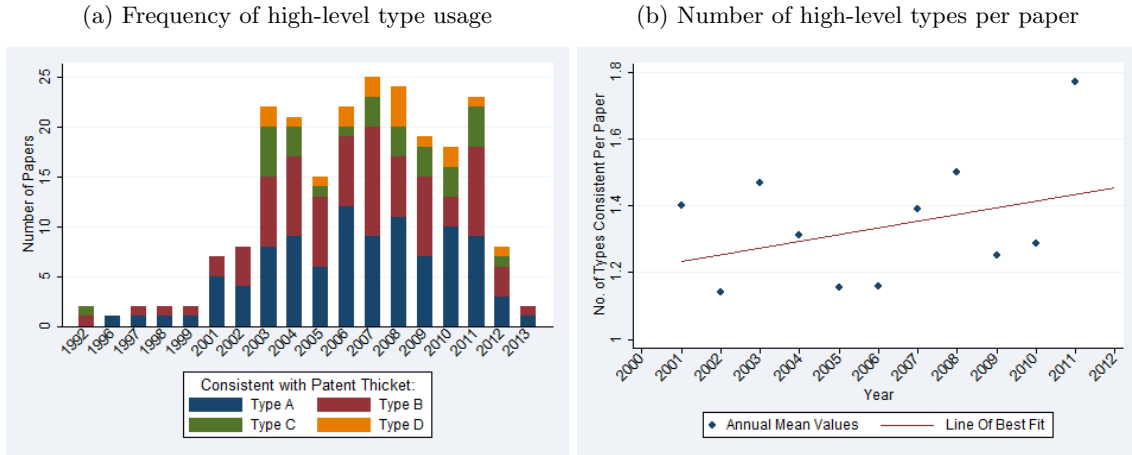 (a) Frequency of high-level type usage
Number of Papers
25
20
15
10
5
0
1992 1996 1997 1998 1999 2001 2002 2003 2004 2005 2006 2007 2008 2009 2010 2011 2012 2013
Consistent with Patent Thicket:
Type A Type B
Type C Type D
(b) Number of high-level types per paper
No. of Types Consistent Per Paper
1.8
1.6
1.4
1.2
1
2000 2001 2002 2003 2004 2005 2006 2007 2008 2009 2010 2011 2012
Year
Annual Mean Values Line Of Best Fit